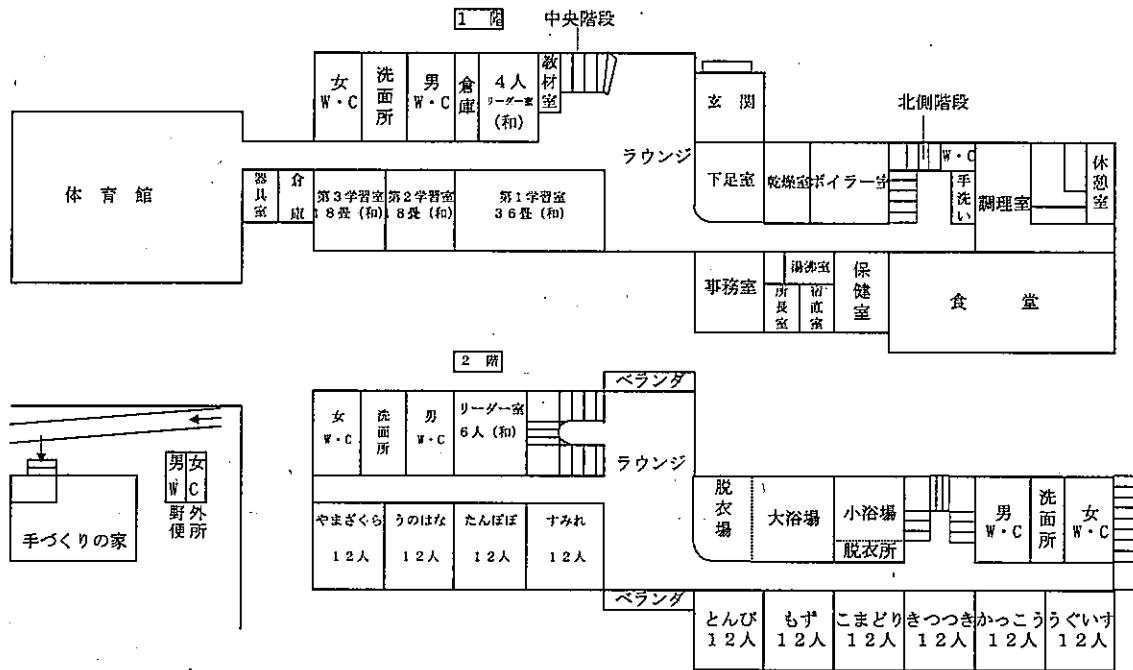 1 階
中央階段
女
W・C
洗面所
男
W・C
倉庫
4人
リーダー室
(和)
教材室
玄 関
北側階段
体 育 館
ラウンジ
下足室
乾燥室
ボイラー室
W・C
手洗い
調理室
休憩室
器具室
倉庫
第3学習室
18畳(和)
第2学習室
18畳(和)
第1学習室
36畳(和)
事務室
湯沸室
所長室
宿直室
保健室
食 堂
2 階
ベランダ
女
W・C
洗面所
男
W・C
リーダー室
6人(和)
ラウンジ
男女
WC
野外
便所
手づくりの家
脱衣場
大浴場
小浴場
脱衣所
男
W・C
洗面所
女
W・C
やまざくら
12人
うのはな
12人
たんぽぽ
12人
すみれ
12人
ベランダ
とんび
12人
もず
12人
こまどり
12人
きつつき
12人
かっこう
12人
うぐいす
12人